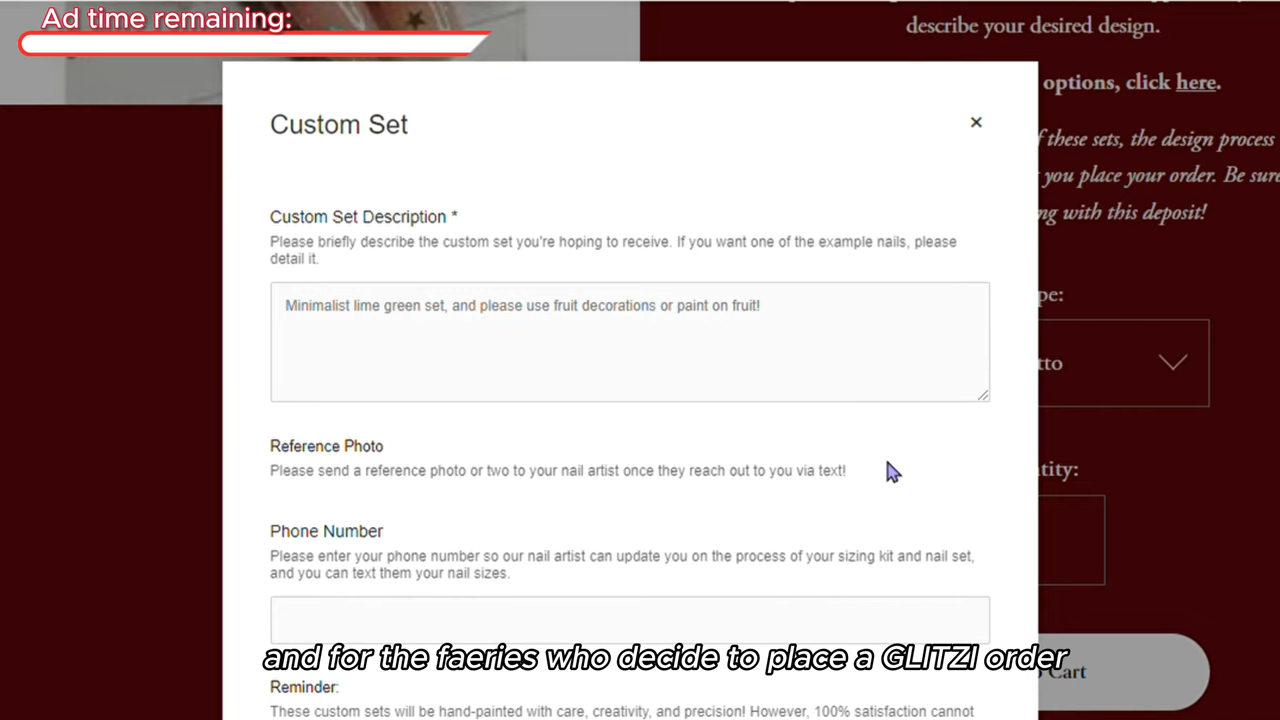 Ad time remaining:
describe your desired design.
options, click here.
Custom Set
×
of these sets, the design process
you place your order. Be sure
ng with this deposit!
Custom Set Description *
Please briefly describe the custom set you're hoping to receive. If you want one of the example nails, please
detail it.
Minimalist lime green set, and please use fruit decorations or paint on fruit!
pe:
tto
Reference Photo
Please send a reference photo or two to your nail artist once they reach out to you via text!
tity:
Phone Number
Please enter your phone number so our nail artist can update you on the process of your sizing kit and nail set,
and you can text them your nail sizes.
and for the faeries who decide to place a GLITZI order
Cart
Reminder:
These custom sets will be hand-painted with care, creativity, and precision! However, 100% satisfaction cannot